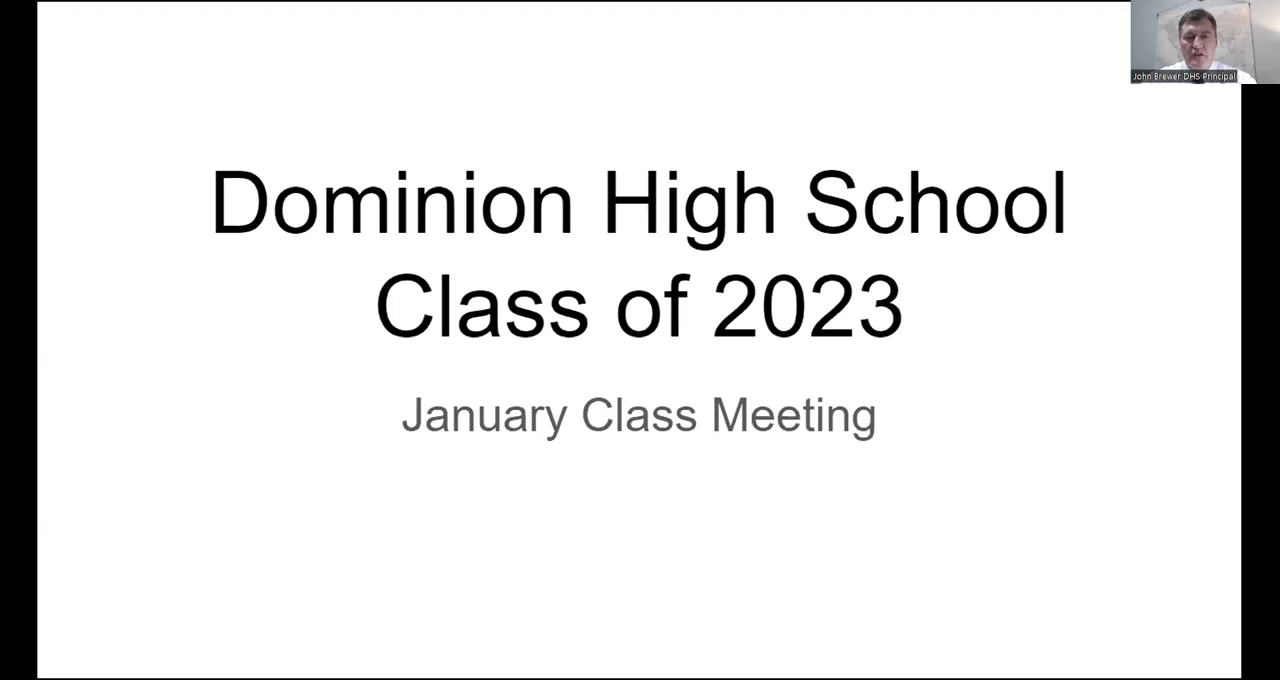 John Brewer DHS Principal
Dominion High School
Class of 2023
January Class Meeting